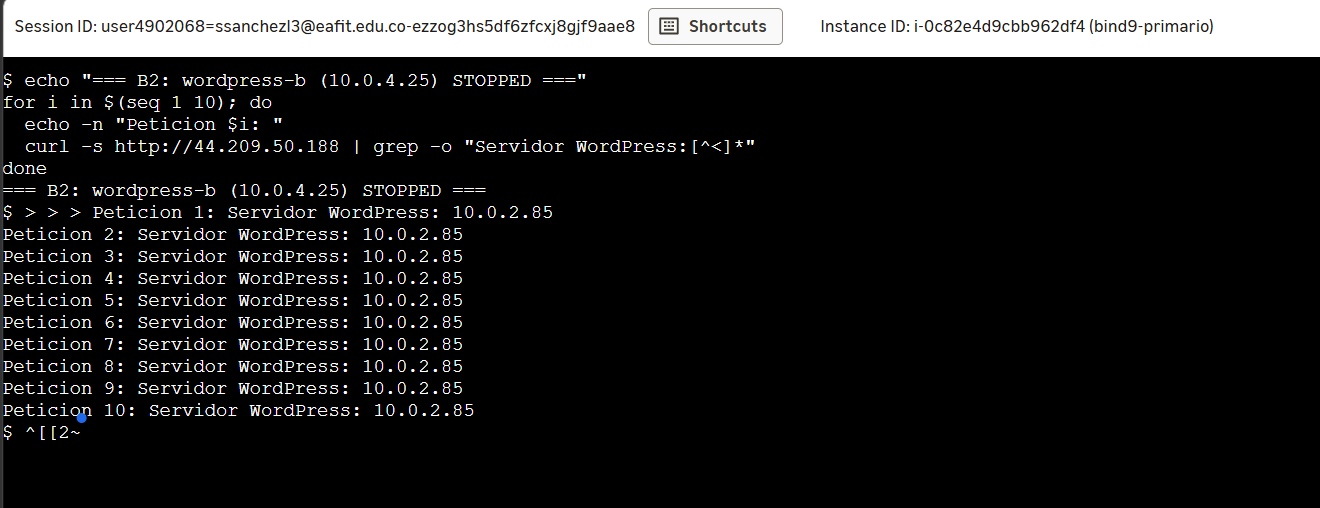 Session ID: user4902068=ssanchezl3@eafit.edu.co-ezzog3hs5df6zfcxj8gjf9aae8 Shortcuts Instance ID: i-0c82e4d9cbb962df4 (bind9-primario)
$ echo "=== B2: wordpress-b (10.0.4.25) STOPPED ==="
for i in $(seq 1 10); do
  echo -n "Peticion $i: "
  curl -s http://44.209.50.188 | grep -o "Servidor WordPress:[^<]*"
done
=== B2: wordpress-b (10.0.4.25) STOPPED ===
$ > > > Peticion 1: Servidor WordPress: 10.0.2.85
Peticion 2: Servidor WordPress: 10.0.2.85
Peticion 3: Servidor WordPress: 10.0.2.85
Peticion 4: Servidor WordPress: 10.0.2.85
Peticion 5: Servidor WordPress: 10.0.2.85
Peticion 6: Servidor WordPress: 10.0.2.85
Peticion 7: Servidor WordPress: 10.0.2.85
Peticion 8: Servidor WordPress: 10.0.2.85
Peticion 9: Servidor WordPress: 10.0.2.85
Peticion 10: Servidor WordPress: 10.0.2.85
$ ^[[2~